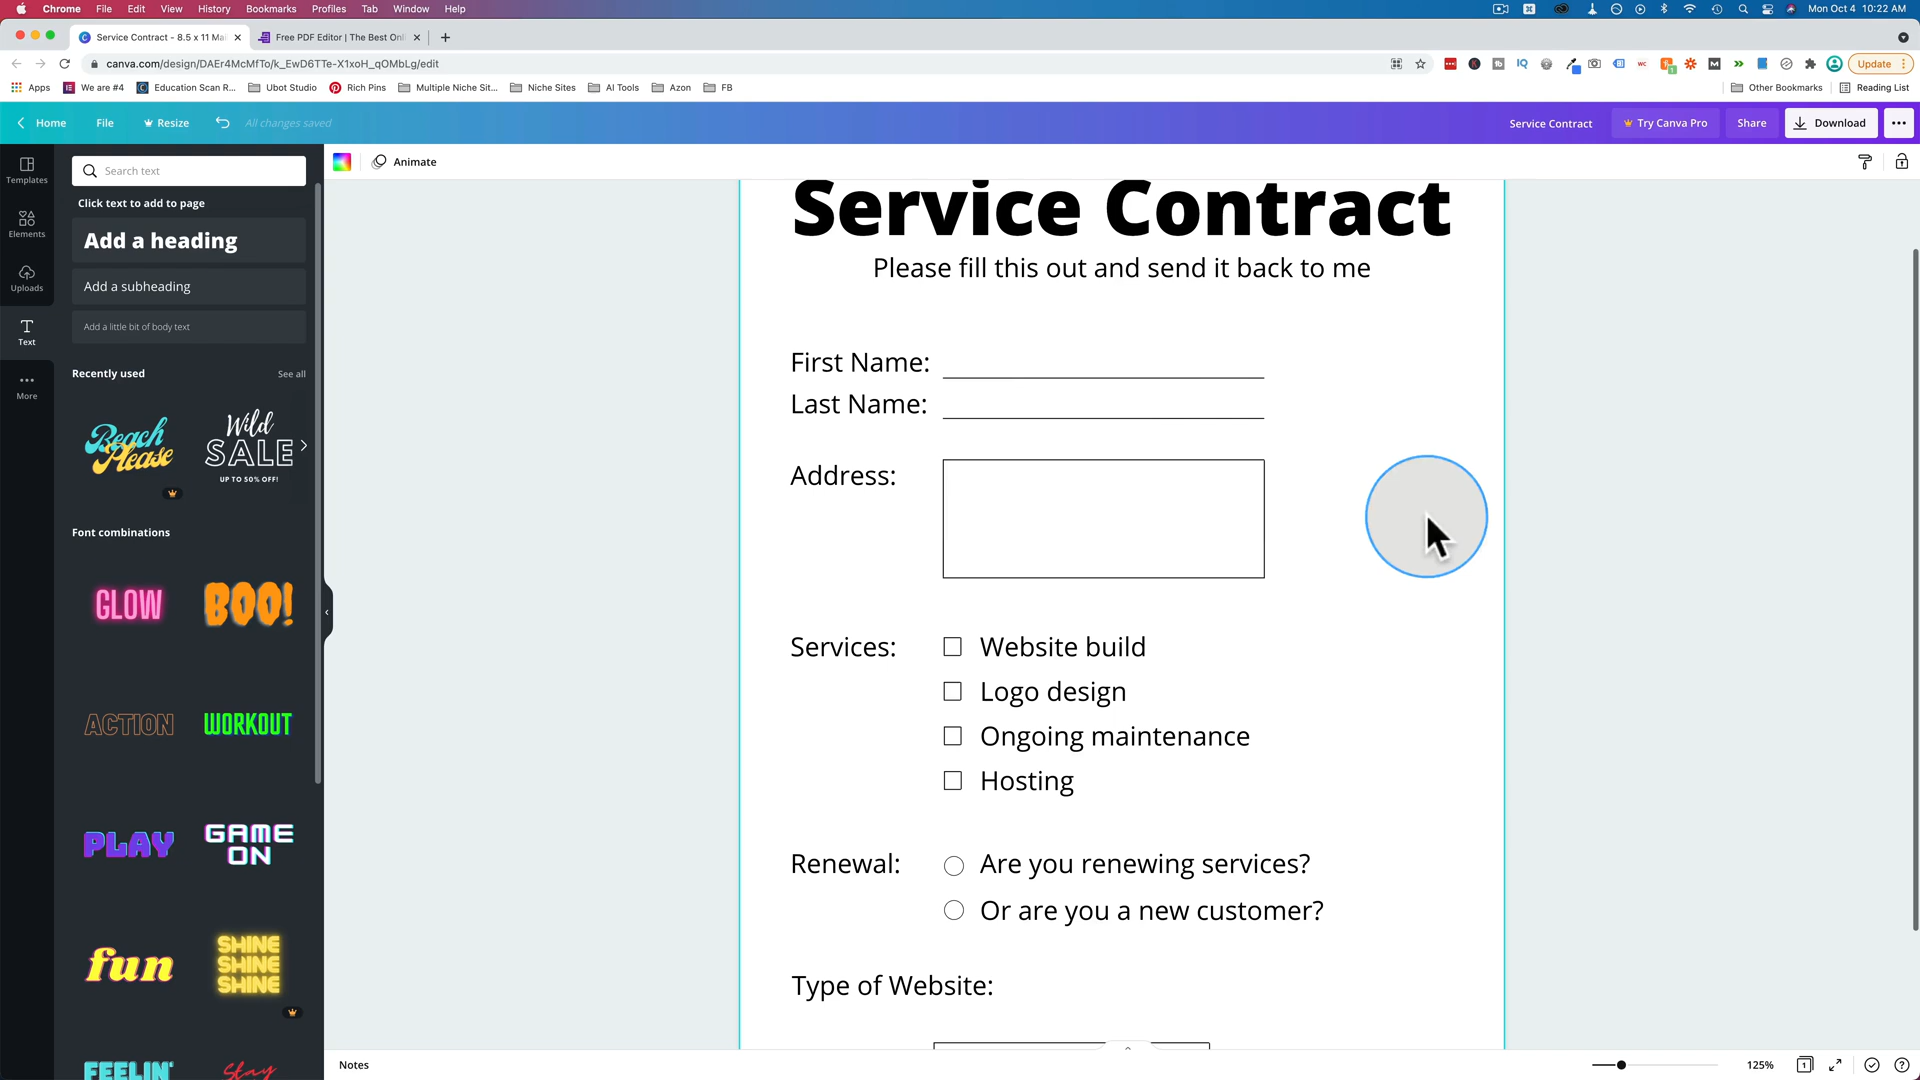 Chrome File Edit View History Bookmarks Profiles Tab Window Help
Mon Oct 4 10:22 AM
Service Contract - 8.5 x 11 Ma
Free PDF Editor | The Best Onl
canva.com/design/DAEr4McMfTo/k_EwD6TTe-X1xoH_qOMbLg/edit
Update
Apps We are #4 Education Scan R... Ubot Studio Rich Pins Multiple Niche Sit... Niche Sites AI Tools Azon FB Other Bookmarks Reading List
Home File Resize All changes saved Service Contract Try Canva Pro Share Download
Templates
Elements
Uploads
Text
More
Search text
Click text to add to page
Add a heading
Add a subheading
Add a little bit of body text
Recently used See all
Beach Please
Wild SALE
UP TO 50% OFF!
Font combinations
GLOW BOO!
ACTION WORKOUT
PLAY GAME ON
fun SHINE SHINE SHINE
FEELIN' Stay
Animate
Service Contract
Please fill this out and send it back to me
First Name:
Last Name:
Address:
Services: Website build
Logo design
Ongoing maintenance
Hosting
Renewal: Are you renewing services?
Or are you a new customer?
Type of Website:
Notes 125% 1